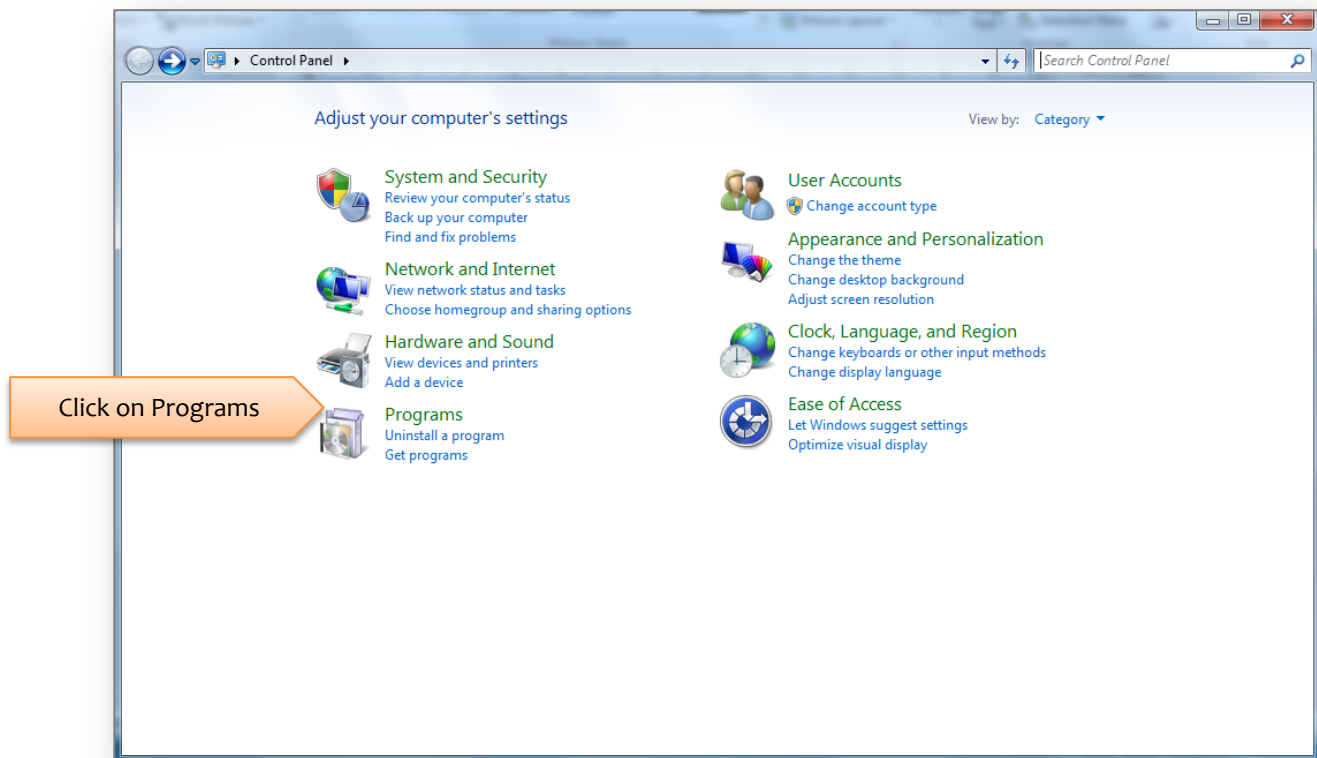 Control Panel
Search Control Panel
Adjust your computer's settings
View by: Category
System and Security
Review your computer's status
Back up your computer
Find and fix problems
Network and Internet
View network status and tasks
Choose homegroup and sharing options
Hardware and Sound
View devices and printers
Add a device
Click on Programs
Programs
Uninstall a program
Get programs
User Accounts
Change account type
Appearance and Personalization
Change the theme
Change desktop background
Adjust screen resolution
Clock, Language, and Region
Change keyboards or other input methods
Change display language
Ease of Access
Let Windows suggest settings
Optimize visual display